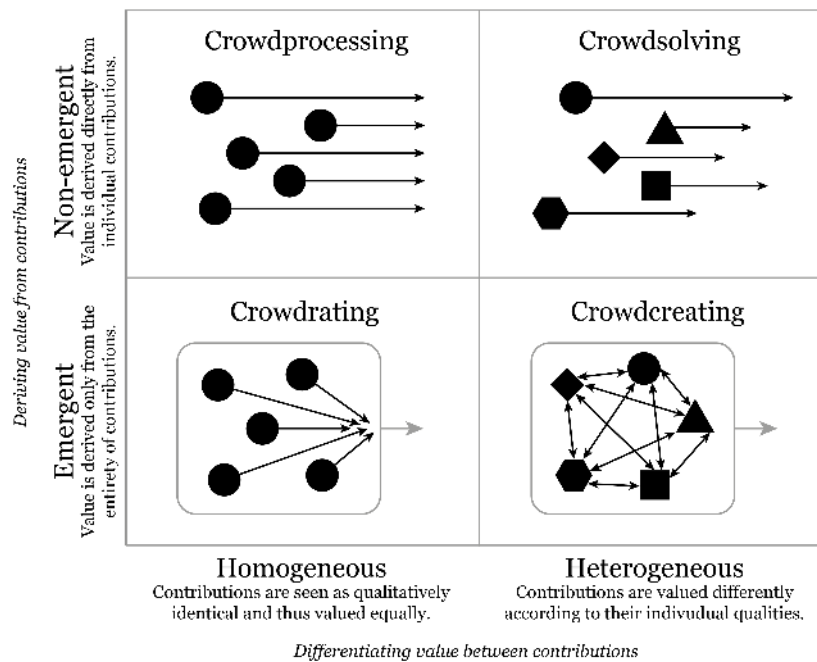 Crowdprocessing
Crowdsolving
Deriving value from contributions
Non-emergent
Value is derived directly from
individual contributions.
Crowdrating
Crowdcreating
Emergent
Value is derived only from the
entirety of contributions.
Homogeneous
Contributions are seen as qualitatively
identical and thus valued equally.
Heterogeneous
Contributions are valued differently
according to their indivudual qualities.
Differentiating value between contributions